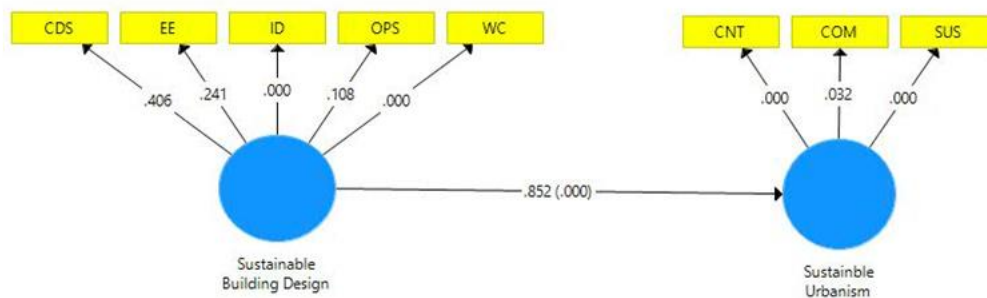 CDS EE ID OPS WC CNT COM SUS
.406 .241 .000 .108 .000 .000 .032 .000
.852 (.000)
Sustainable
Building Design
Sustainble
Urbanism